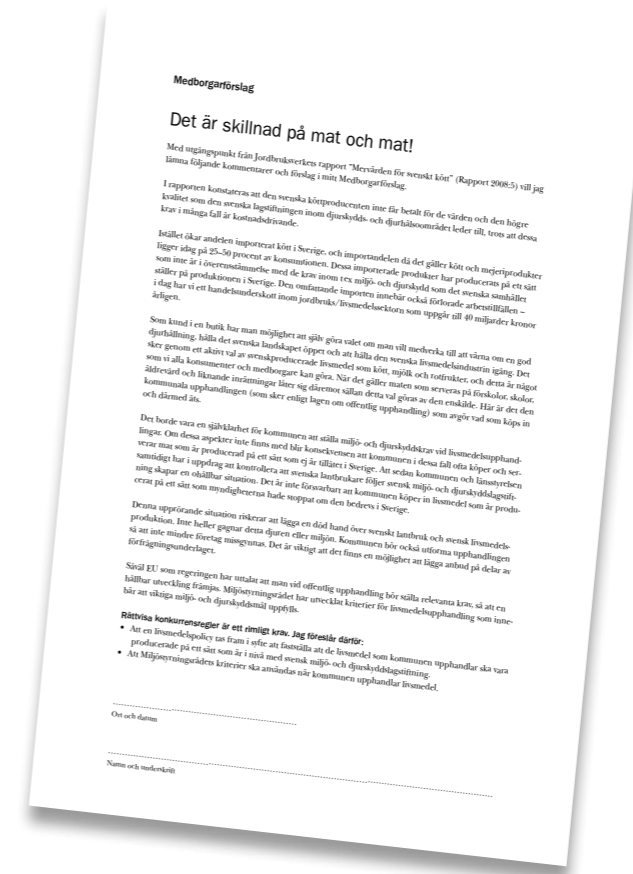 Medborgarförslag
Det är skillnad på mat och mat!
Med utgångspunkt från Jordbruksverkets rapport "Mervärden för svenskt kött" (Rapport 2008:5) vill jag
lämna följande kommentarer och förslag i mitt Medborgarförslag.
I rapporten konstateras att den svenska köttproducenten inte får betalt för de värden och den högre
kvalitet som den svenska lagstiftningen inom djurskydds- och djurhälsoområdet leder till, trots att dessa
krav i många fall är kostnadsdrivande.
Istället ökar andelen importerat kött i Sverige, och importandelen då det gäller kött och mejeriprodukter
ligger idag på 25–50 procent av konsumtionen. Dessa importerade produkter har producerats på ett sätt
som inte är i överensstämmelse med de krav inom t ex miljö- och djurskydd som det svenska samhället
ställer på produktionen i Sverige. Den omfattande importen innebär också förlorade arbetstillfällen –
i dag har vi ett handelsunderskott inom jordbruks/livsmedelssektorn som uppgår till 40 miljarder kronor
årligen.
Som kund i en butik har man möjlighet att själv göra valet om man vill medverka till att värna om en god
djurhållning, hålla det svenska landskapet öppet och att hålla den svenska livsmedelsindustrin igång. Det
sker genom ett aktivt val av svenskproducerade livsmedel som kött, mjölk och rotfrukter, och detta är något
som vi alla konsumenter och medborgare kan göra. När det gäller maten som serveras på förskolor, skolor,
äldrevård och liknande inrättningar låter sig däremot sällan detta val göras av den enskilde. Här är det den
kommunala upphandlingen (som sker enligt lagen om offentlig upphandling) som avgör vad som köps in
och därmed äts.
Det borde vara en självklarhet för kommunen att ställa miljö- och djurskyddskrav vid livsmedelsupphand-
lingar. Om dessa aspekter inte finns med blir konsekvensen att kommunen i dessa fall ofta köper och ser-
verar mat som är producerad på ett sätt som ej är tillåtet i Sverige. Att sedan kommunen och länsstyrelsen
samtidigt har i uppdrag att kontrollera att svenska lantbrukare följer svensk miljö- och djurskyddslagstift-
ning skapar en ohållbar situation. Det är inte försvarbart att kommunen köper in livsmedel som är produ-
cerat på ett sätt som myndigheterna hade stoppat om den bedrevs i Sverige.
Denna upprörande situation riskerar att lägga en död hand över svenskt lantbruk och svensk livsmedels-
produktion. Inte heller gagnar detta djuren eller miljön. Kommunen bör också utforma upphandlingen
så att inte mindre företag missgynnas. Det är viktigt att det finns en möjlighet att lägga anbud på delar av
förfrågningsunderlaget.
Såväl EU som regeringen har uttalat att man vid offentlig upphandling bör ställa relevanta krav, så att en
hållbar utveckling främjas. Miljöstyrningsrådet har utvecklat kriterier för livsmedelsupphandling som inne-
bär att viktiga miljö- och djurskyddsmål uppfylls.
Rättvisa konkurrensregler är ett rimligt krav. Jag föreslår därför:
• Att en livsmedelspolicy tas fram i syfte att fastställa att de livsmedel som kommunen upphandlar ska vara
producerade på ett sätt som är i nivå med svensk miljö- och djurskyddslagstiftning.
• Att Miljöstyrningsrådets kriterier ska användas när kommunen upphandlar livsmedel.
Ort och datum
Namn och underskrift